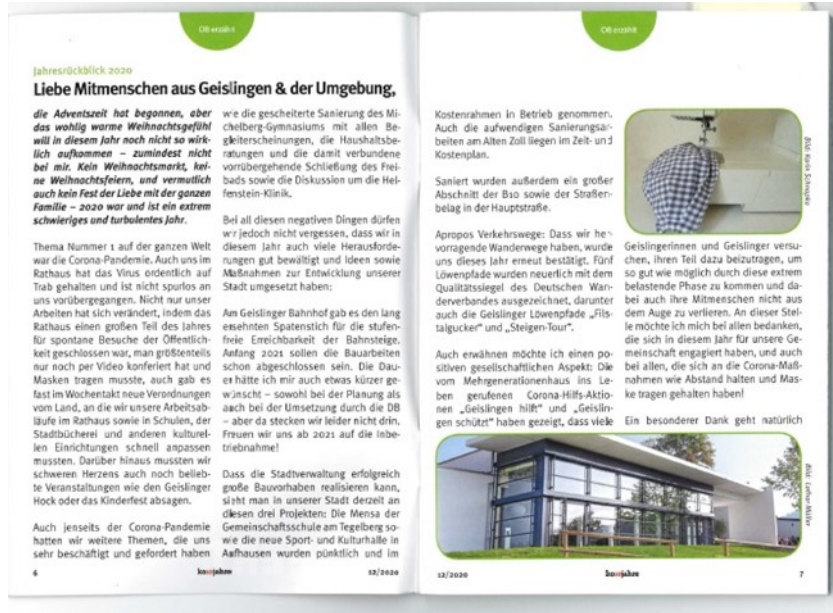 OB erzählt
Jahresrückblick 2020
Liebe Mitmenschen aus Geislingen & der Umgebung,
die Adventszeit hat begonnen, aber
das wohlig warme Weihnachtsgefühl
will in diesem Jahr noch nicht so wirk-
lich aufkommen – zumindest nicht
bei mir. Kein Weihnachtsmarkt, kei-
ne Weihnachtsfeiern, und vermutlich
auch kein Fest der Liebe mit der ganzen
Familie – 2020 war und ist ein extrem
schwieriges und turbulentes Jahr.
Thema Nummer 1 auf der ganzen Welt
war die Corona-Pandemie. Auch uns im
Rathaus hat das Virus ordentlich auf
Trab gehalten und ist nicht spurlos an
uns vorübergegangen. Nicht nur unser
Arbeiten hat sich verändert, indem das
Rathaus einen großen Teil des Jahres
für spontane Besuche der Öffentlich-
keit geschlossen war, man größtenteils
nur noch per Video konferiert hat und
Masken tragen musste, auch gab es
fast im Wochentakt neue Verordnungen
vom Land, an die wir unsere Arbeitsab-
läufe im Rathaus sowie in Schulen, der
Stadtbücherei und anderen kulturel-
len Einrichtungen schnell anpassen
mussten. Darüber hinaus mussten wir
schweren Herzens auch noch belieb-
te Veranstaltungen wie den Geislinger
Hock oder das Kinderfest absagen.
Auch jenseits der Corona-Pandemie
hatten wir weitere Themen, die uns
sehr beschäftigt und gefordert haben
wie die gescheiterte Sanierung des Mi-
chelberg-Gymnasiums mit allen Be-
gleiterscheinungen, die Haushaltsbe-
ratungen und die damit verbundene
vorrübergehende Schließung des Frei-
bads sowie die Diskussion um die Hel-
fenstein-Klinik.
Bei all diesen negativen Dingen dürfen
wir jedoch nicht vergessen, dass wir in
diesem Jahr auch viele Herausforde-
rungen gut bewältigt und Ideen sowie
Maßnahmen zur Entwicklung unserer
Stadt umgesetzt haben:
Am Geislinger Bahnhof gab es den lang
ersehnten Spatenstich für die stufen-
freie Erreichbarkeit der Bahnsteige.
Anfang 2021 sollen die Bauarbeiten
schon abgeschlossen sein. Die Dau-
er hätte ich mir auch etwas kürzer ge-
wünscht – sowohl bei der Planung als
auch bei der Umsetzung durch die DB
– aber da stecken wir leider nicht drin.
Freuen wir uns ab 2021 auf die Inbe-
triebnahme!
Dass die Stadtverwaltung erfolgreich
große Bauvorhaben realisieren kann,
sieht man in unserer Stadt derzeit an
diesen drei Projekten: Die Mensa der
Gemeinschaftsschule am Tegelberg so-
wie die neue Sport- und Kulturhalle in
Aufhausen wurden pünktlich und im
6
12/2020
OB erzählt
Kostenrahmen in Betrieb genommen.
Auch die aufwendigen Sanierungsar-
beiten am Alten Zoll liegen im Zeit- und
Kostenplan.
Saniert wurden außerdem ein großer
Abschnitt der B10 sowie der Straßen-
belag in der Hauptstraße.
Apropos Verkehrswege: Dass wir her-
vorragende Wanderwege haben, wurde
uns dieses Jahr erneut bestätigt. Fünf
Löwenpfade wurden neuerlich mit dem
Qualitätssiegel des Deutschen Wan-
derverbandes ausgezeichnet, darunter
auch die Geislinger Löwenpfade „Fils-
talgucker“ und „Steigen-Tour“.
Auch erwähnen möchte ich einen po-
sitiven gesellschaftlichen Aspekt: Die
vom Mehrgenerationenhaus ins Le-
ben gerufenen Corona-Hilfs-Aktio-
nen „Geislingen hilft“ und „Geislin-
gen schützt“ haben gezeigt, dass viele
Bild: Karin Schnapke
Geislingerinnen und Geislinger versu-
chen, ihren Teil dazu beizutragen, um
so gut wie möglich durch diese extrem
belastende Phase zu kommen und da-
bei auch ihre Mitmenschen nicht aus
dem Auge zu verlieren. An dieser Stel-
le möchte ich mich bei allen bedanken,
die sich in diesem Jahr für unsere Ge-
meinschaft engagiert haben, und auch
bei allen, die sich an die Corona-Maß-
nahmen wie Abstand halten und Mas-
ke tragen gehalten haben!
Ein besonderer Dank geht natürlich
Bild: Lothar Müller
12/2020
7